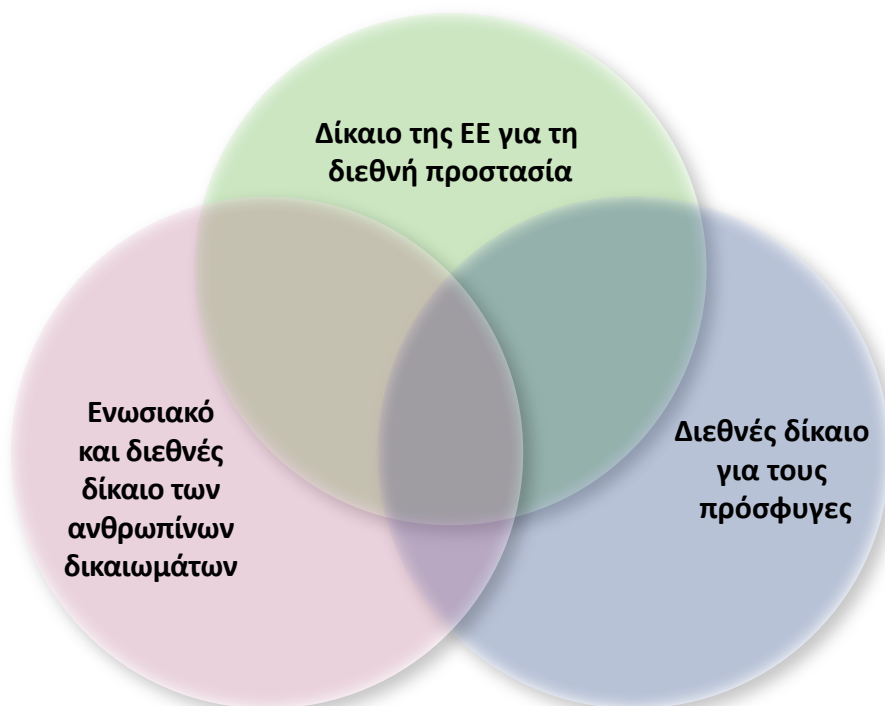 Δίκαιο της ΕΕ για τη
διεθνή προστασία
Ενωσιακό
και διεθνές
δίκαιο των
ανθρωπίνων
δικαιωμάτων
Διεθνές δίκαιο
για τους
πρόσφυγες